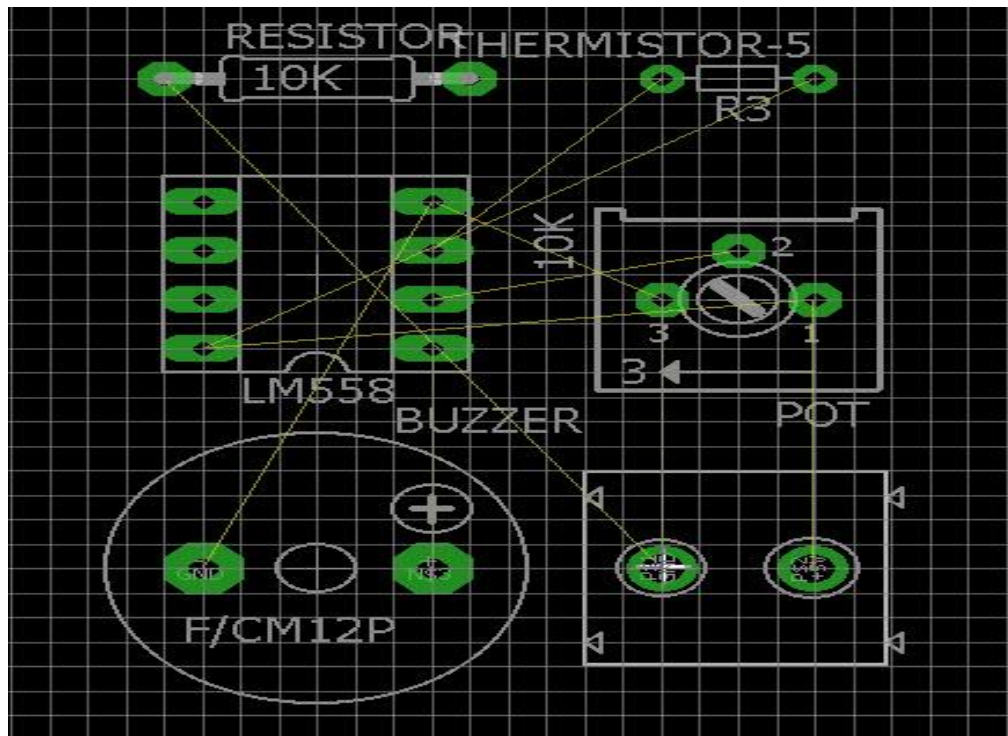 RESISTOR
THERMISTOR-5
10K
R3
10K
2
3
1
3
LM558
BUZZER
POT
GND
F/CM12P